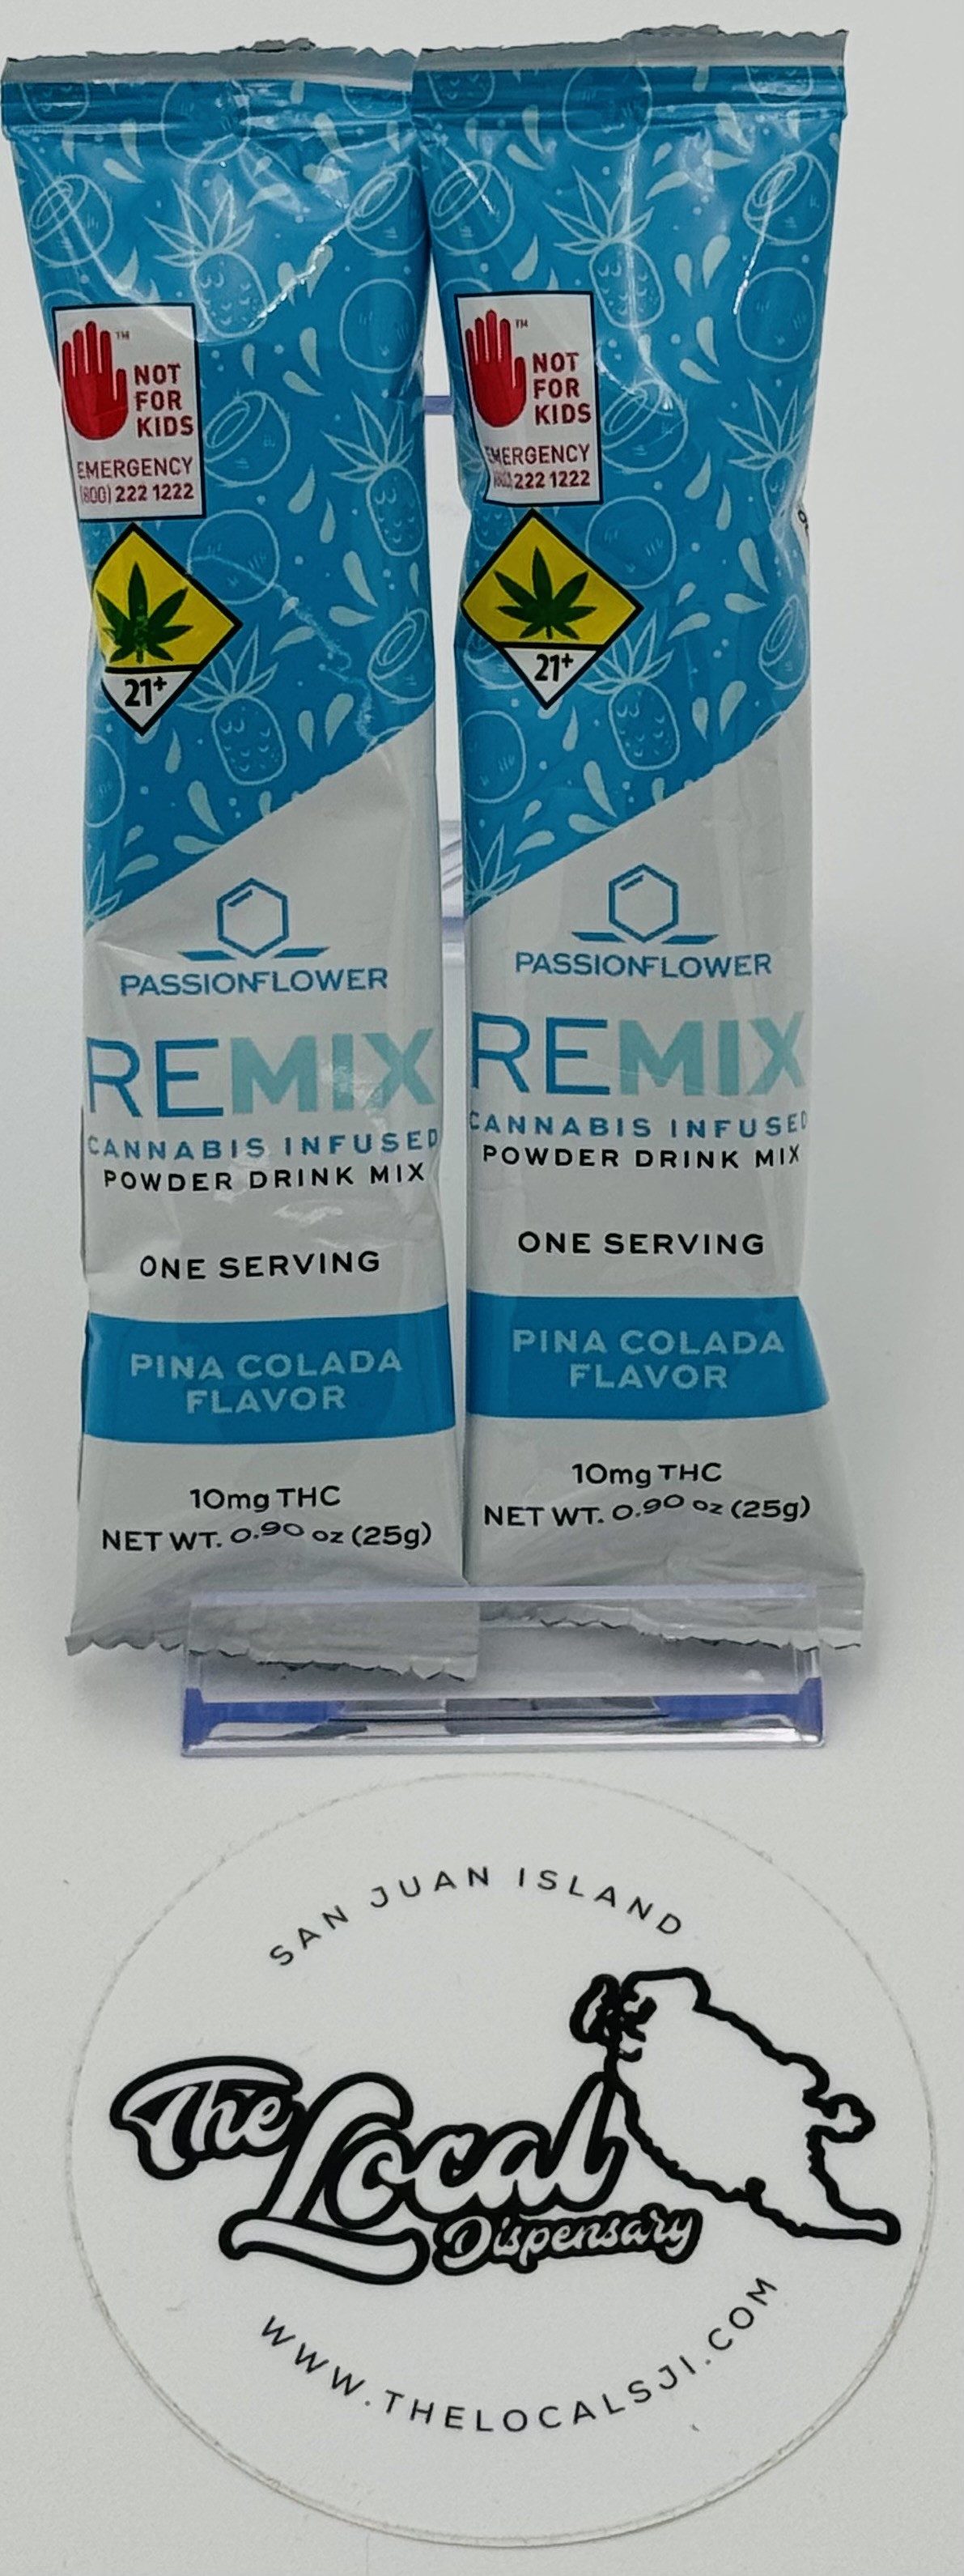 ™
NOT
FOR
KIDS
EMERGENCY
(800) 222 1222
21+
PASSIONFLOWER
REMIX
CANNABIS INFUSED
POWDER DRINK MIX
ONE SERVING
PINA COLADA
FLAVOR
10mg THC
NET WT. 0.90 oz (25g)
™
NOT
FOR
KIDS
EMERGENCY
(800) 222 1222
21+
PASSIONFLOWER
REMIX
CANNABIS INFUSED
POWDER DRINK MIX
ONE SERVING
PINA COLADA
FLAVOR
10mg THC
NET WT. 0.90 oz (25g)
SAN JUAN ISLAND
The
Local
Dispensary
WWW.THELOCALSJI.COM